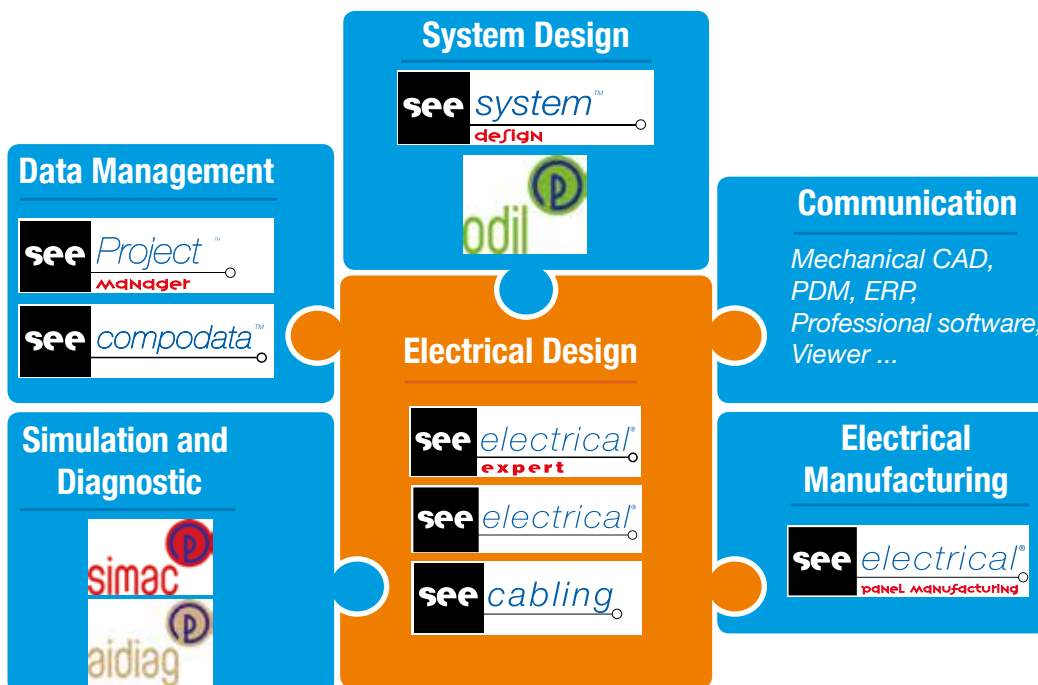 System Design
see system™
design
odil
Data Management
see Project™
manager
see compodata™
Communication
Mechanical CAD,
PDM, ERP,
Professional software,
Viewer ...
Electrical Design
see electrical®
expert
see electrical®
see cabling
Simulation and
Diagnostic
simac
aidiag
Electrical
Manufacturing
see electrical®
panel manufacturing